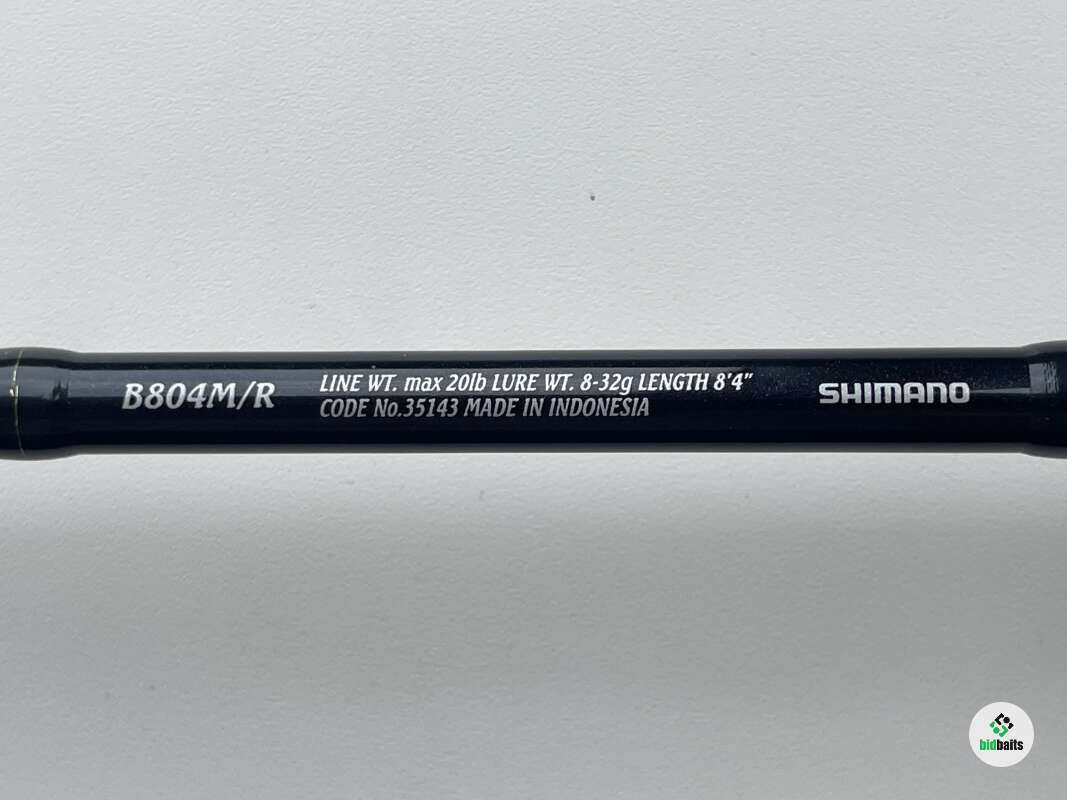 B804M/R
LINE WT. max 20lb LURE WT. 8-32g LENGTH 8'4"
CODE No.35143 MADE IN INDONESIA
SHIMANO
bidbaits